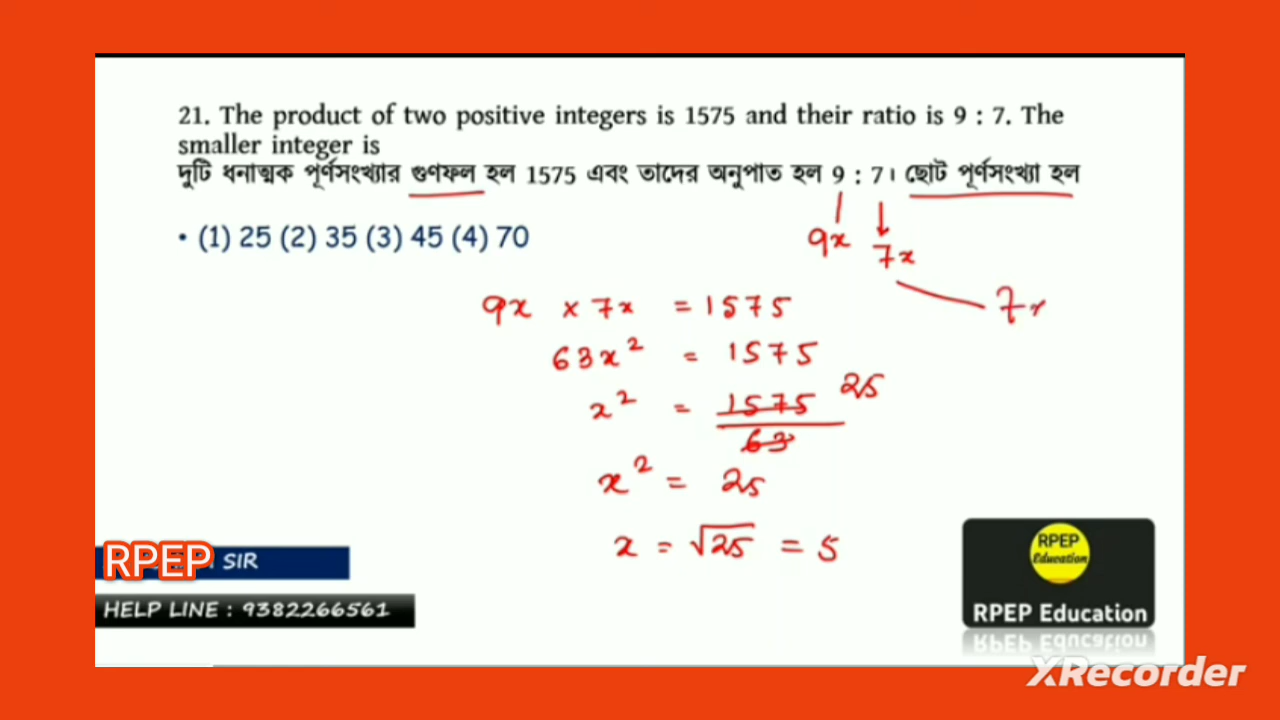 21. The product of two positive integers is 1575 and their ratio is 9 : 7. The
smaller integer is
দুটি ধনাত্মক পূর্ণসংখ্যার গুণফল হল 1575 এবং তাদের অনুপাত হল 9 : 7। ছোট পূর্ণসংখ্যা হল
• (1) 25 (2) 35 (3) 45 (4) 70
9x 7x
9x × 7x = 1575
7x
63x² = 1575
x² = 1575/63 25
x² = 25
x = √25 = 5
RPEP SIR
HELP LINE : 9382266561
RPEP
Education
RPEP Education
XRecorder